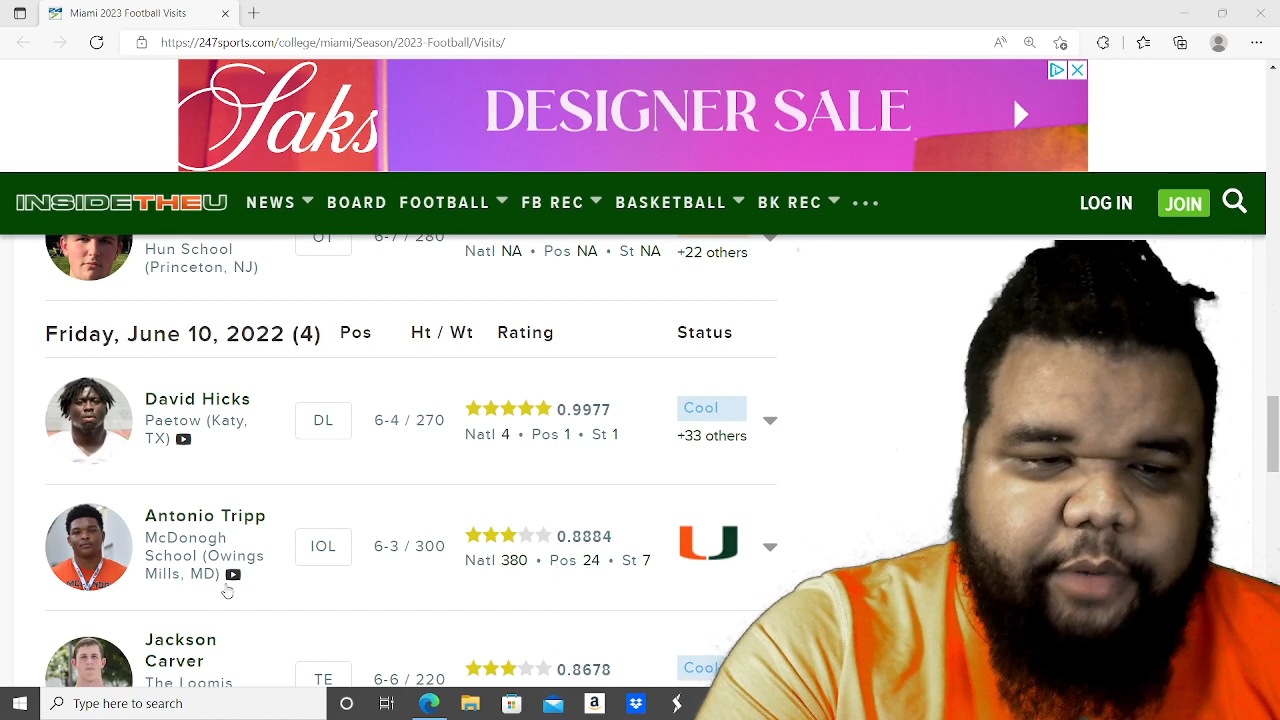 Miami 2023 Football Visits
https://247sports.com/college/miami/Season/2023-Football/Visits/
Saks
DESIGNER SALE
INSIDETHEU NEWS BOARD FOOTBALL FB REC BASKETBALL BK REC LOG IN JOIN
Hun School
(Princeton, NJ)
OT
6-7 / 280
Natl NA • Pos NA • St NA
+22 others
Friday, June 10, 2022 (4) Pos Ht / Wt Rating Status
David Hicks
Paetow (Katy,
TX)
DL
6-4 / 270
0.9977
Natl 4 • Pos 1 • St 1
Cool
+33 others
Antonio Tripp
McDonogh
School (Owings
Mills, MD)
IOL
6-3 / 300
0.8884
Natl 380 • Pos 24 • St 7
U
Jackson
Carver
The Loomis
TE
6-6 / 220
0.8678
Cool
Type here to search